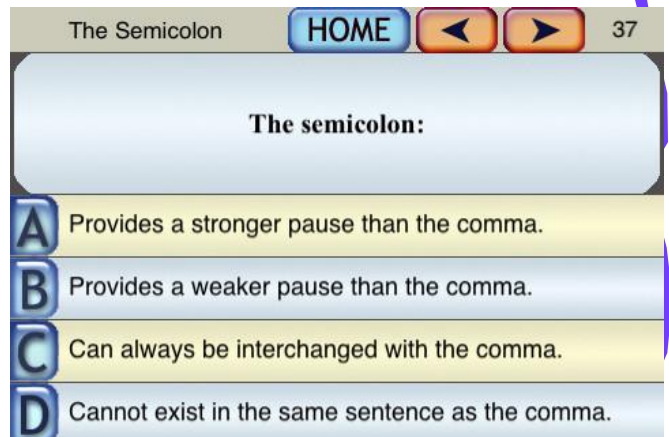 The Semicolon HOME 37
The semicolon:
A Provides a stronger pause than the comma.
B Provides a weaker pause than the comma.
C Can always be interchanged with the comma.
D Cannot exist in the same sentence as the comma.